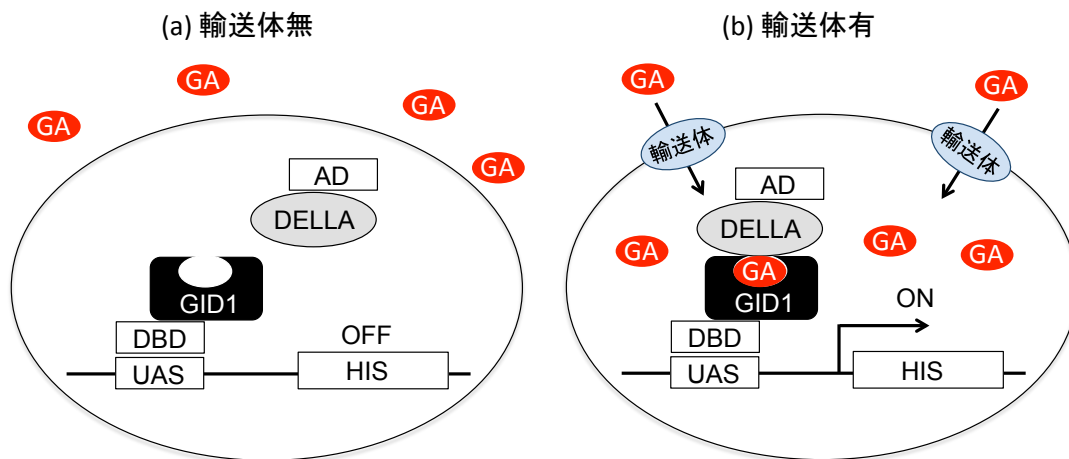 (a) 輸送体無
GA
GA
GA
GA
AD
DELLA
GID1
DBD
OFF
UAS
HIS
(b) 輸送体有
GA
GA
輸送体
輸送体
AD
DELLA
GA
GA
GA
GA
GID1
ON
DBD
UAS
HIS